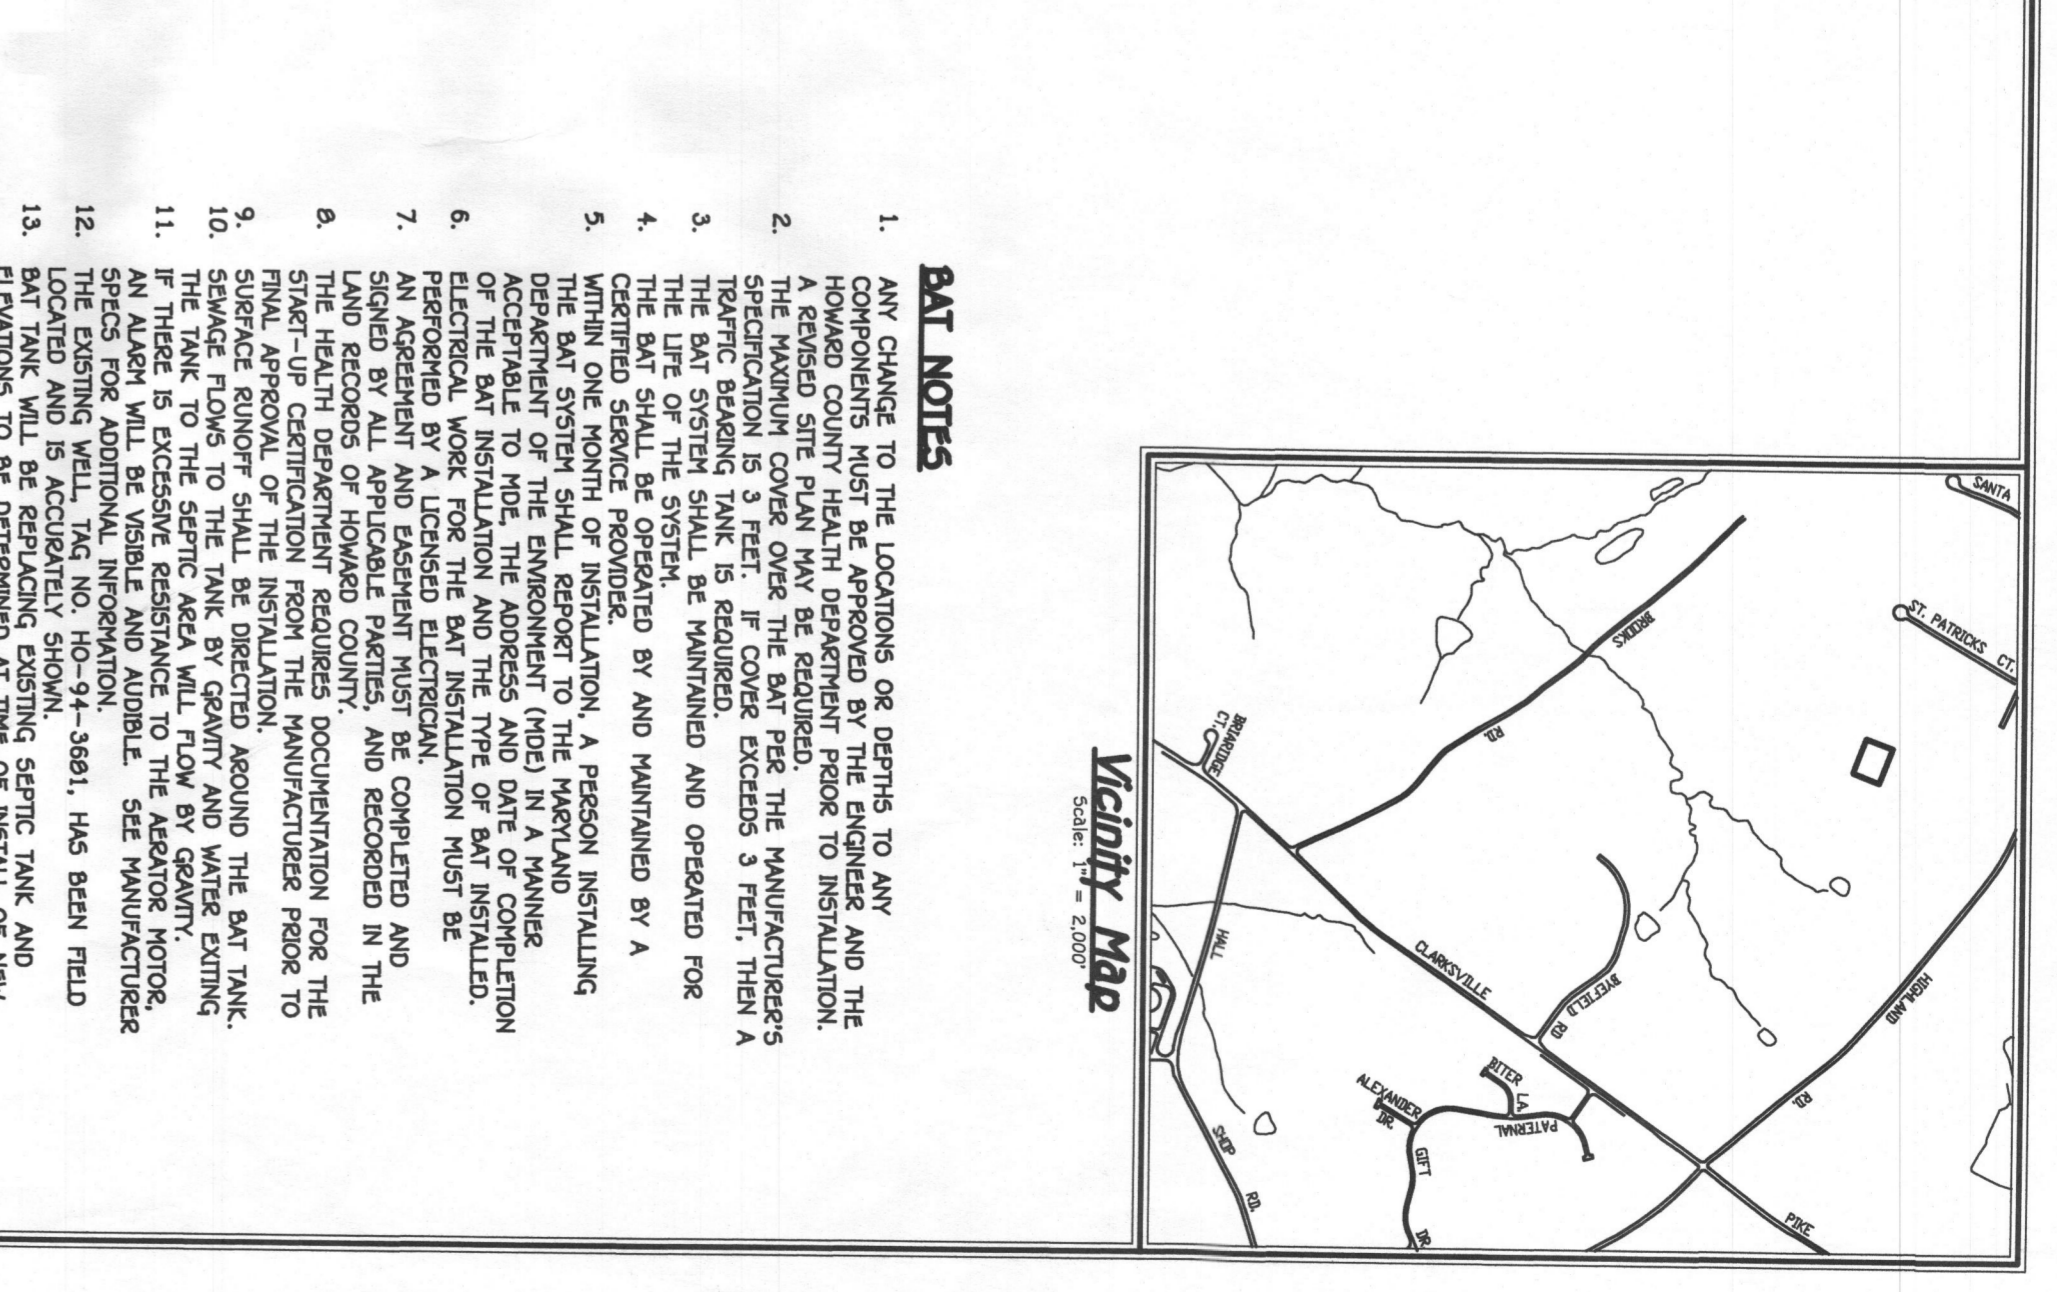 SANTA
ST. PATRICKS CT.
HIGHLAND RD.
BROOKS RD.
BYEFIELD RD
CLARKSVILLE PIKE
BITER LA.
PATERNAL GIFT DR
ALEXANDER DR.
BRIARIDGE
CT.
HALL SHOP RD.
Vicinity Map
Scale: 1" = 2,000'
BAT NOTES
1. ANY CHANGE TO THE LOCATIONS OR DEPTHS TO ANY
COMPONENTS MUST BE APPROVED BY THE ENGINEER AND THE
HOWARD COUNTY HEALTH DEPARTMENT PRIOR TO INSTALLATION.
A REVISED SITE PLAN MAY BE REQUIRED.
2. THE MAXIMUM COVER OVER THE BAT PER THE MANUFACTURER'S
SPECIFICATION IS 3 FEET. IF COVER EXCEEDS 3 FEET, THEN A
TRAFFIC BEARING TANK IS REQUIRED.
3. THE BAT SYSTEM SHALL BE MAINTAINED AND OPERATED FOR
THE LIFE OF THE SYSTEM.
4. THE BAT SHALL BE OPERATED BY AND MAINTAINED BY A
CERTIFIED SERVICE PROVIDER.
5. WITHIN ONE MONTH OF INSTALLATION, A PERSON INSTALLING
THE BAT SYSTEM SHALL REPORT TO THE MARYLAND
DEPARTMENT OF THE ENVIRONMENT (MDE) IN A MANNER
ACCEPTABLE TO MDE, THE ADDRESS AND DATE OF COMPLETION
OF THE BAT INSTALLATION AND THE TYPE OF BAT INSTALLED.
6. ELECTRICAL WORK FOR THE BAT INSTALLATION MUST BE
PERFORMED BY A LICENSED ELECTRICIAN.
7. AN AGREEMENT AND EASEMENT MUST BE COMPLETED AND
SIGNED BY ALL APPLICABLE PARTIES, AND RECORDED IN THE
LAND RECORDS OF HOWARD COUNTY.
8. THE HEALTH DEPARTMENT REQUIRES DOCUMENTATION FOR THE
START-UP CERTIFICATION FROM THE MANUFACTURER PRIOR TO
FINAL APPROVAL OF THE INSTALLATION.
9. SURFACE RUNOFF SHALL BE DIRECTED AROUND THE BAT TANK.
10. SEWAGE FLOWS TO THE TANK BY GRAVITY AND WATER EXITING
THE TANK TO THE SEPTIC AREA WILL FLOW BY GRAVITY.
11. IF THERE IS EXCESSIVE RESISTANCE TO THE AERATOR MOTOR,
AN ALARM WILL BE VISIBLE AND AUDIBLE. SEE MANUFACTURER
SPECS FOR ADDITIONAL INFORMATION.
12. THE EXISTING WELL, TAG NO. HO-94-3681, HAS BEEN FIELD
LOCATED AND IS ACCURATELY SHOWN.
13. BAT TANK WILL BE REPLACING EXISTING SEPTIC TANK AND
ELEVATIONS TO BE DETERMINED AT TIME OF INSTALL OF NEW